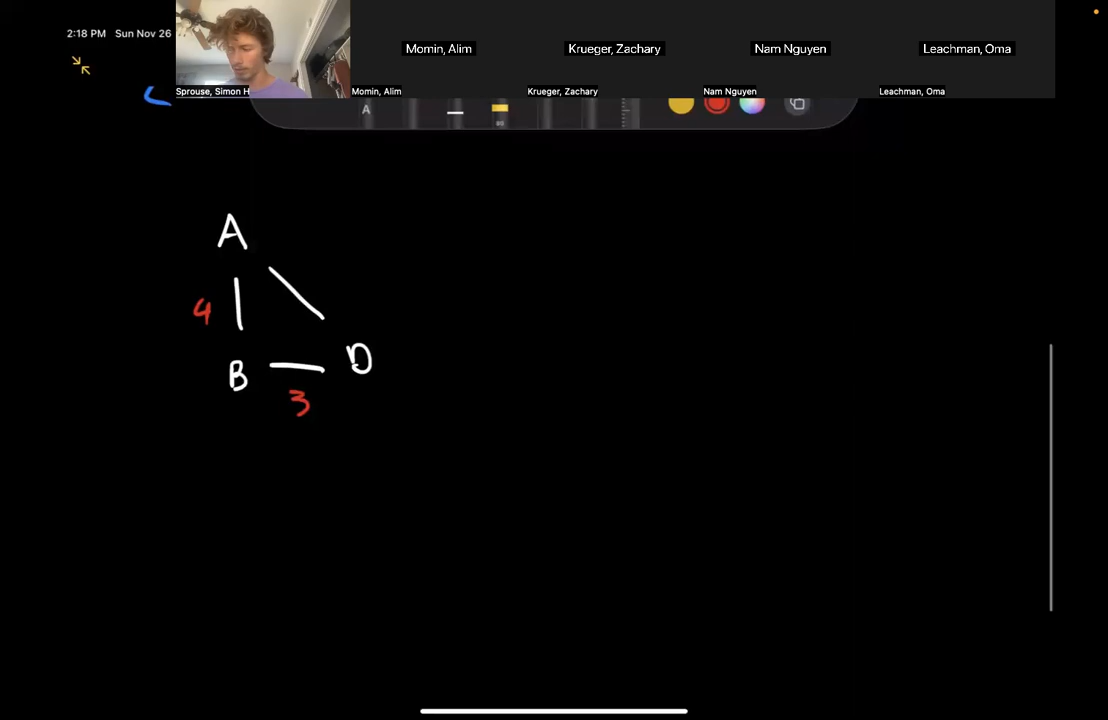 2:18 PM Sun Nov 26
Momin, Alim
Krueger, Zachary
Nam Nguyen
Leachman, Oma
Sprouse, Simon H
Momin, Alim
Krueger, Zachary
Nam Nguyen
Leachman, Oma
A
A
4
B
D
3